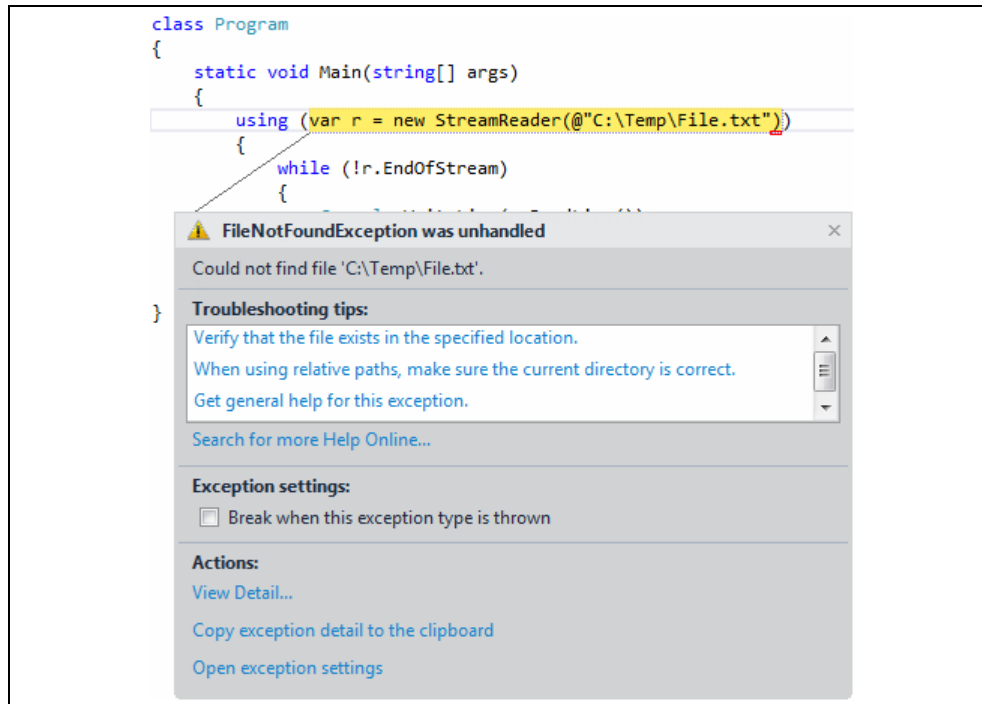 class Program
{
static void Main(string[] args)
{
using (var r = new StreamReader(@"C:\Temp\File.txt"))
{
while (!r.EndOfStream)
{
FileNotFoundException was unhandled
Could not find file 'C:\Temp\File.txt'.
}
Troubleshooting tips:
Verify that the file exists in the specified location.
When using relative paths, make sure the current directory is correct.
Get general help for this exception.
Search for more Help Online...
Exception settings:
Break when this exception type is thrown
Actions:
View Detail...
Copy exception detail to the clipboard
Open exception settings